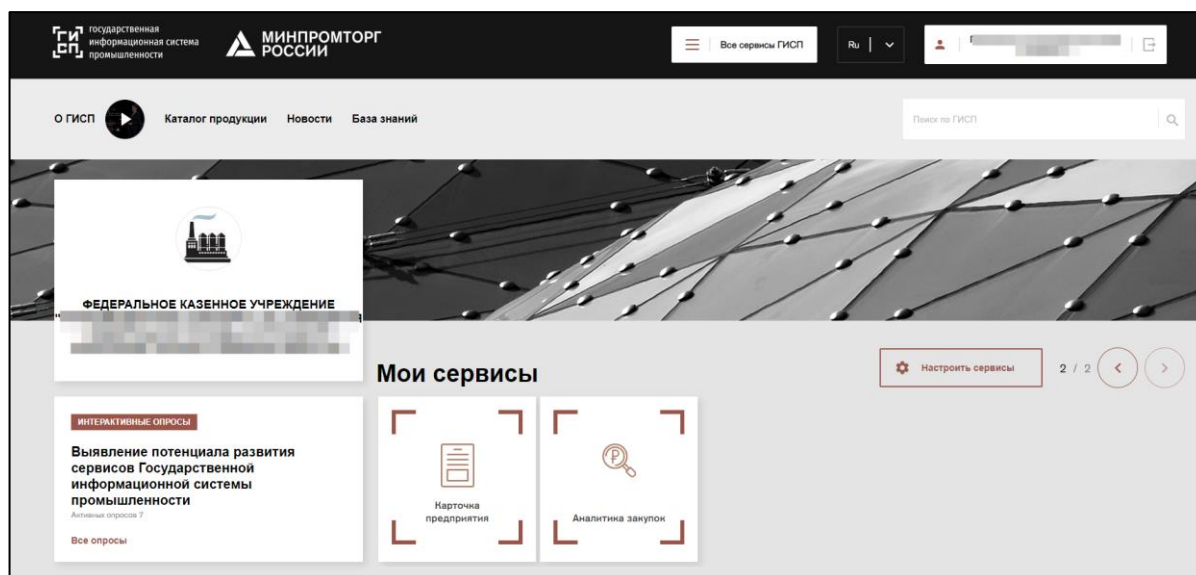 государственная
информационная система
промышленности
ГИСП
МИНПРОМТОРГ
РОССИИ
Все сервисы ГИСП
Ru
О ГИСП
Каталог продукции
Новости
База знаний
Поиск по ГИСП
ФЕДЕРАЛЬНОЕ КАЗЕННОЕ УЧРЕЖДЕНИЕ
Мои сервисы
Настроить сервисы
2 / 2
ИНТЕРАКТИВНЫЕ ОПРОСЫ
Выявление потенциала развития
сервисов Государственной
информационной системы
промышленности
Активных опросов 7
Все опросы
Карточка
предприятия
Аналитика закупок